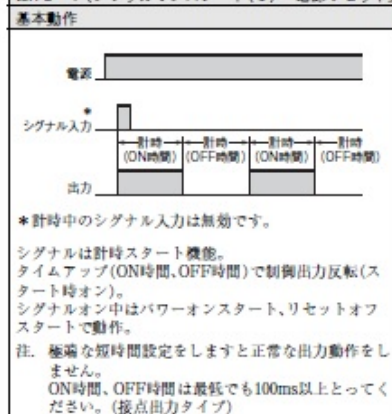 基本動作
電源
*
シグナル入力
計時 計時 計時 計時
(ON時間) (OFF時間) (ON時間) (OFF時間)
出力
*計時中のシグナル入力は無効です。
シグナルは計時スタート機能。
タイムアップ(ON時間、OFF時間)で制御出力反転(ス
タート時オン)。
シグナルオン中はパワーオンスタート、リセットオフ
スタートで動作。
注. 極端な短時間設定をしますと正常な出力動作をし
ません。
ON時間、OFF時間は最低でも100ms以上とってく
ださい。(接点出力タイプ)